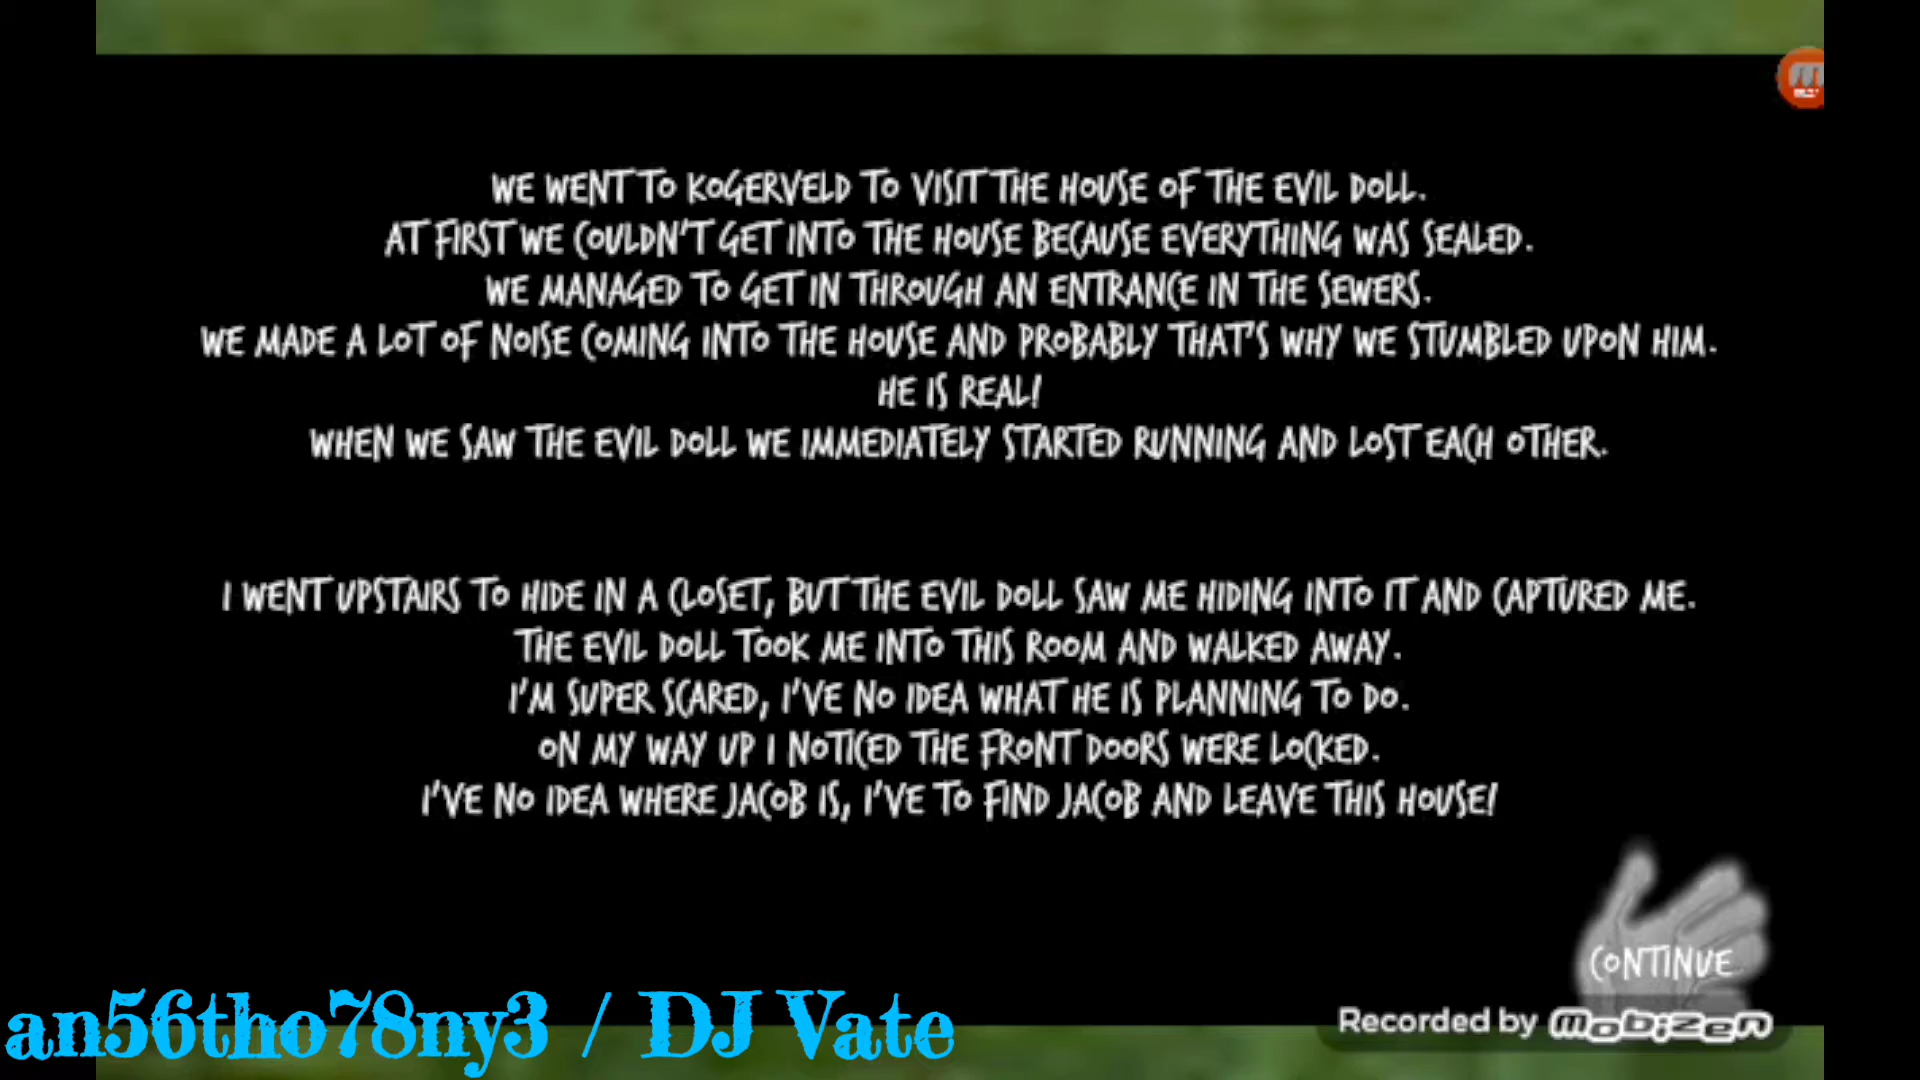 WE WENT TO KOGERVELD TO VISIT THE HOUSE OF THE EVIL DOLL.
AT FIRST WE COULDN'T GET INTO THE HOUSE BECAUSE EVERYTHING WAS SEALED.
WE MANAGED TO GET IN THROUGH AN ENTRANCE IN THE SEWERS.
WE MADE A LOT OF NOISE COMING INTO THE HOUSE AND PROBABLY THAT'S WHY WE STUMBLED UPON HIM.
HE IS REAL!
WHEN WE SAW THE EVIL DOLL WE IMMEDIATELY STARTED RUNNING AND LOST EACH OTHER.
I WENT UPSTAIRS TO HIDE IN A CLOSET, BUT THE EVIL DOLL SAW ME HIDING INTO IT AND CAPTURED ME.
THE EVIL DOLL TOOK ME INTO THIS ROOM AND WALKED AWAY.
I'M SUPER SCARED, I'VE NO IDEA WHAT HE IS PLANNING TO DO.
ON MY WAY UP I NOTICED THE FRONT DOORS WERE LOCKED.
I'VE NO IDEA WHERE JACOB IS, I'VE TO FIND JACOB AND LEAVE THIS HOUSE!
CONTINUE
Recorded by mobizen
an56tho78ny3 / DJ Vate